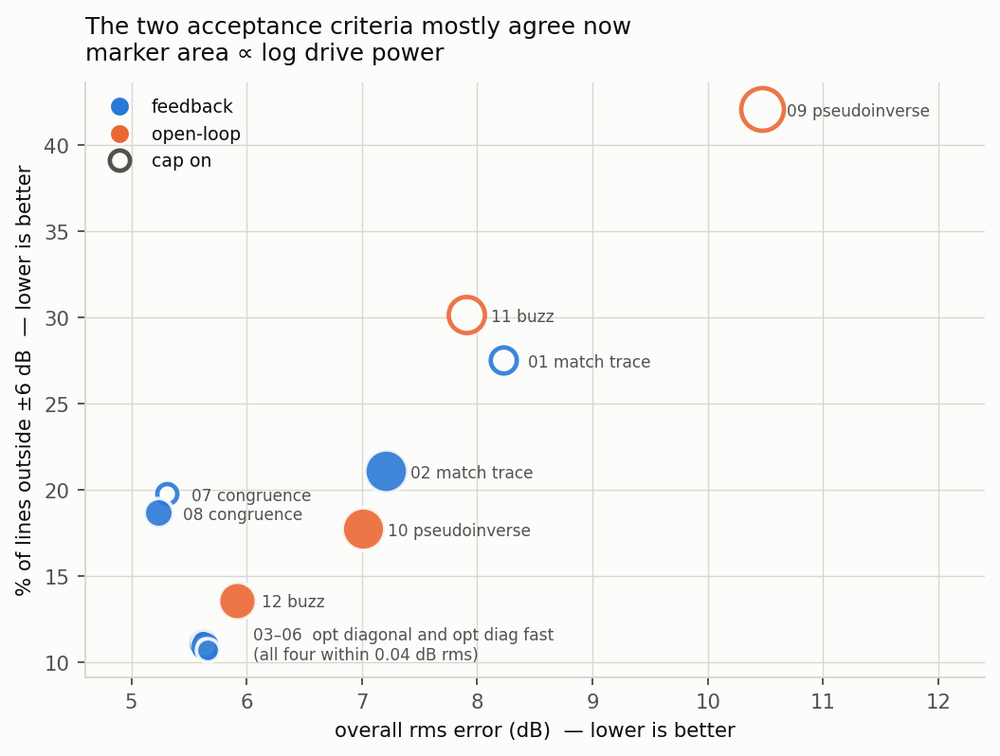 The two acceptance criteria mostly agree now
marker area ∝ log drive power
feedback
open-loop
cap on
09 pseudoinverse
11 buzz
01 match trace
02 match trace
07 congruence
08 congruence
10 pseudoinverse
12 buzz
03–06  opt diagonal and opt diag fast
(all four within 0.04 dB rms)
% of lines outside ±6 dB  — lower is better
40
35
30
25
20
15
10
5
6
7
8
9
10
11
12
overall rms error (dB)  — lower is better